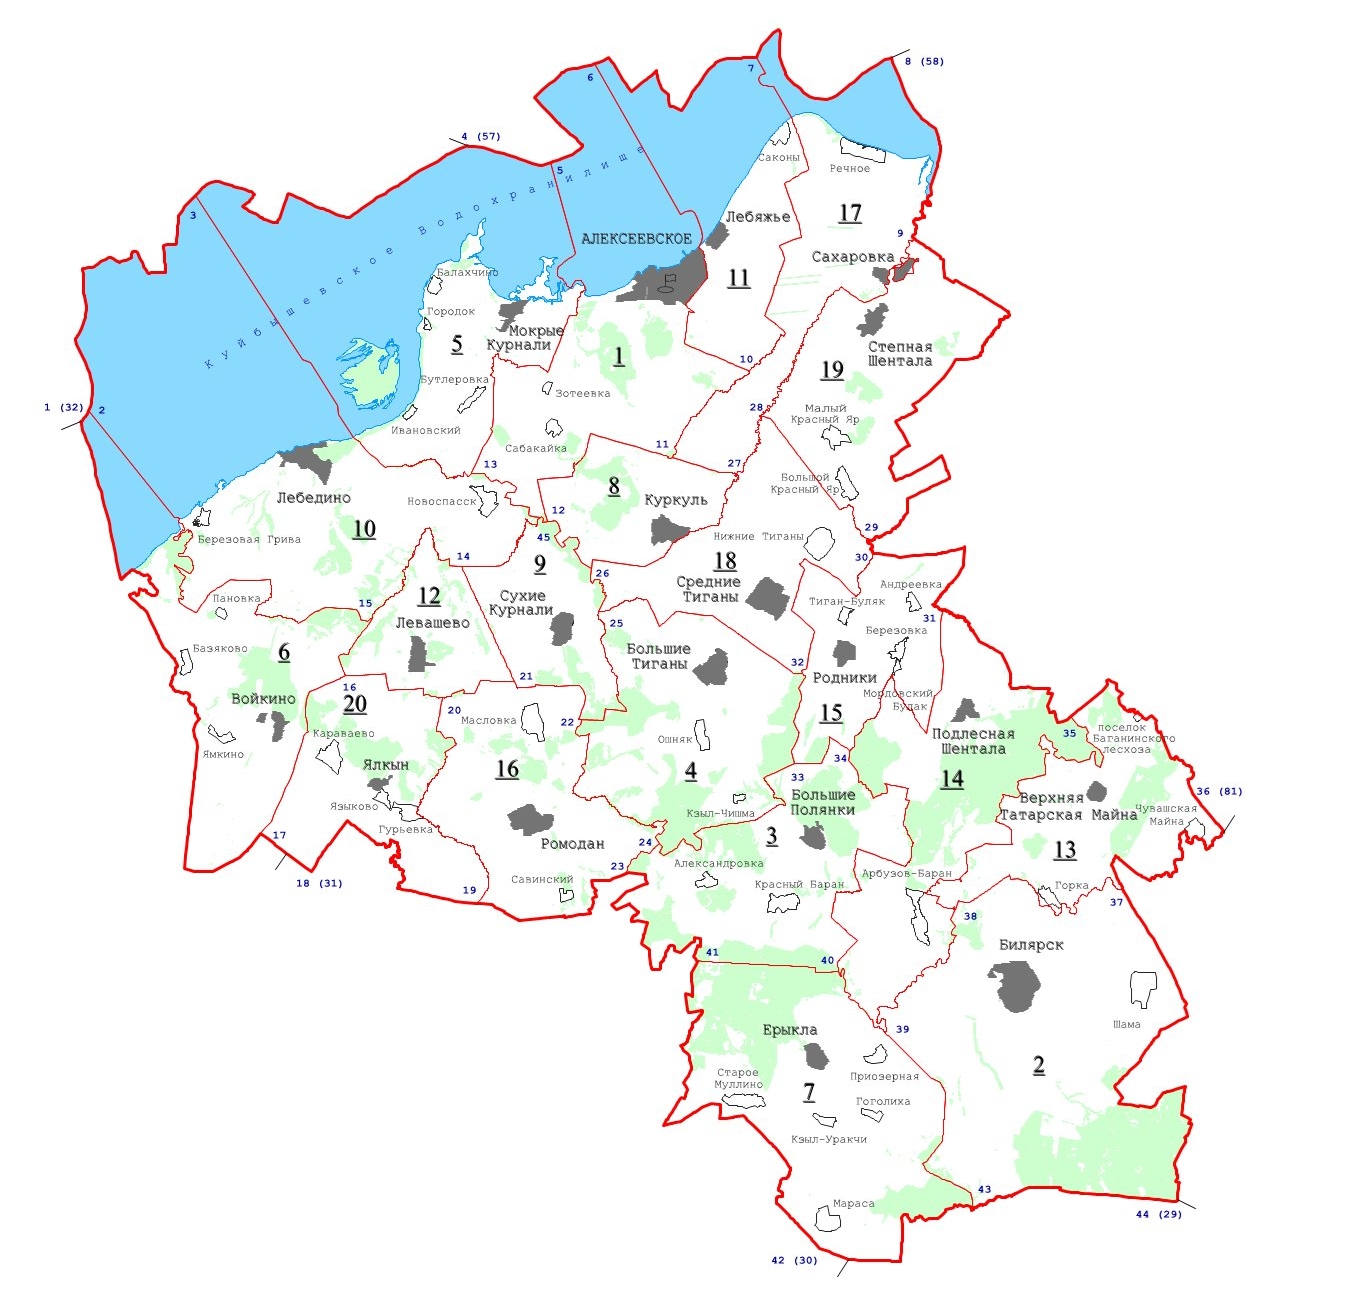 7
8 (58)
6
4 (57)
5
3
Куйбышевское Водохранилище
Саконы
Речное
17
Лебяжье
9
АЛЕКСЕЕВСКОЕ
Сахаровка
11
Балахчино
Городок
Мокрые
Курнали
5
1
10
Степная
Шентала
19
Бутлеровка
Зотеевка
1 (32)
2
28
Малый
Красный Яр
Ивановский
Сабакайка
11
13
27
Лебедино
Новоспасск
8
Куркуль
Большой
Красный Яр
12
10
Березовая Грива
45
Нижние Тиганы
29
14
9
18
30
26
Средние
Тиганы
Пановка
15
12
Левашево
Сухие
Курнали
Андреевка
Тиган-Буляк
31
25
Березовка
Базяково
6
Большие
Тиганы
32
Родники
21
Войкино
16
20
Мордовский
Булак
20
Масловка
22
15
Караваево
Ошняк
Подлесная
Шентала
35
поселок
Баганинского
лесхоза
Ямкино
34
Ялкын
16
4
33
14
36 (81)
Языково
Кзыл-Чишма
Большие
Полянки
Верхняя
Татарская Майна
Чувашская
Майна
Гурьевка
17
3
Ромодан
24
13
18 (31)
19
Савинский
23
Александровка
Красный Баран
Арбузов-Баран
Горка
37
38
41
40
Билярск
Ерыкла
39
Шама
Старое
Муллино
Приозерная
2
7
Гоголиха
Кзыл-Уракчи
43
Мараса
44 (29)
42 (30)